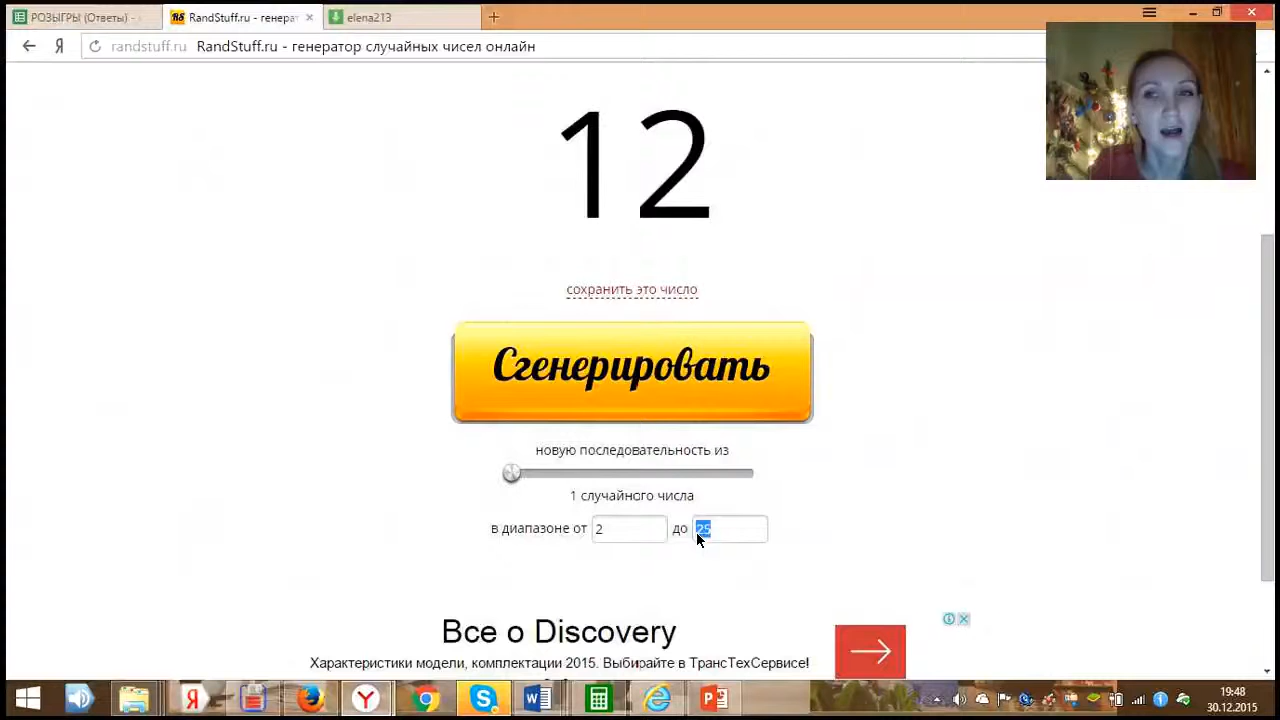 РОЗЫГРЫ (Ответы) -
RS RandStuff.ru - генерат
elena213
randstuff.ru RandStuff.ru - генератор случайных чисел онлайн
12
сохранить это число
Сгенерировать
новую последовательность из
1 случайного числа
в диапазоне от 2 до 25
Все о Discovery
Характеристики модели, комплектации 2015. Выбирайте в ТрансТехСервисе!
19:48
30.12.2015